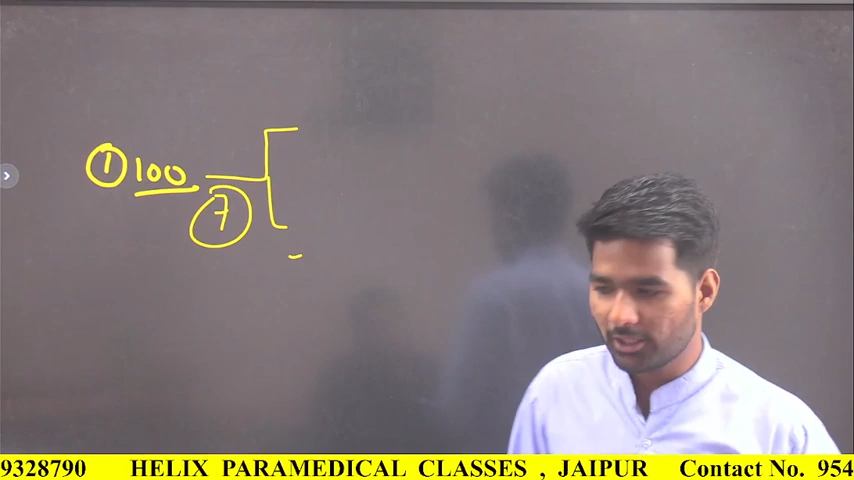 ① 100
⑦
9328790 HELIX PARAMEDICAL CLASSES , JAIPUR Contact No. 954